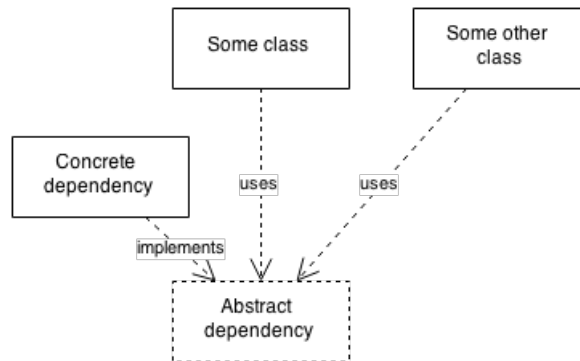 Some class
Some other
class
Concrete
dependency
uses
uses
implements
Abstract
dependency